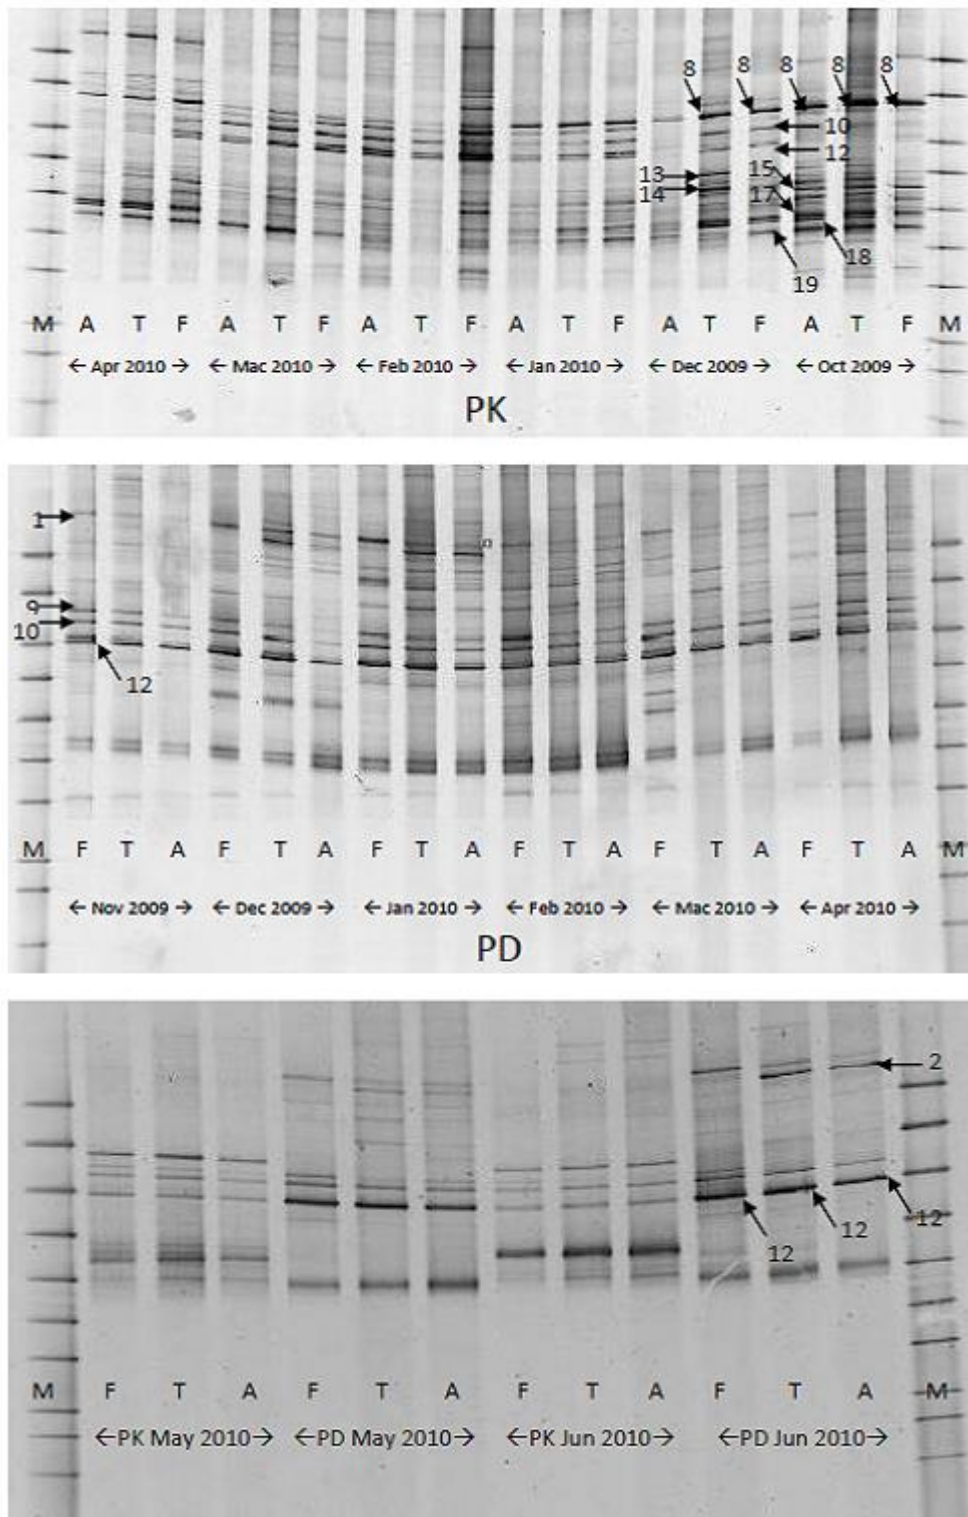 8 8 8 8 8
10
12
13 15
14 17
18
19
M A T F A T F A T F A T F A T F A T F M
← Apr 2010 → ← Mac 2010 → ← Feb 2010 → ← Jan 2010 → ← Dec 2009 → ← Oct 2009 →
PK
1
9
10
12
M F T A F T A F T A F T A F T A F T A M
← Nov 2009 → ← Dec 2009 → ← Jan 2010 → ← Feb 2010 → ← Mac 2010 → ← Apr 2010 →
PD
2
12
12
12
M F T A F T A F T A F T A M
←PK May 2010→ ←PD May 2010→ ←PK Jun 2010→ ←PD Jun 2010→